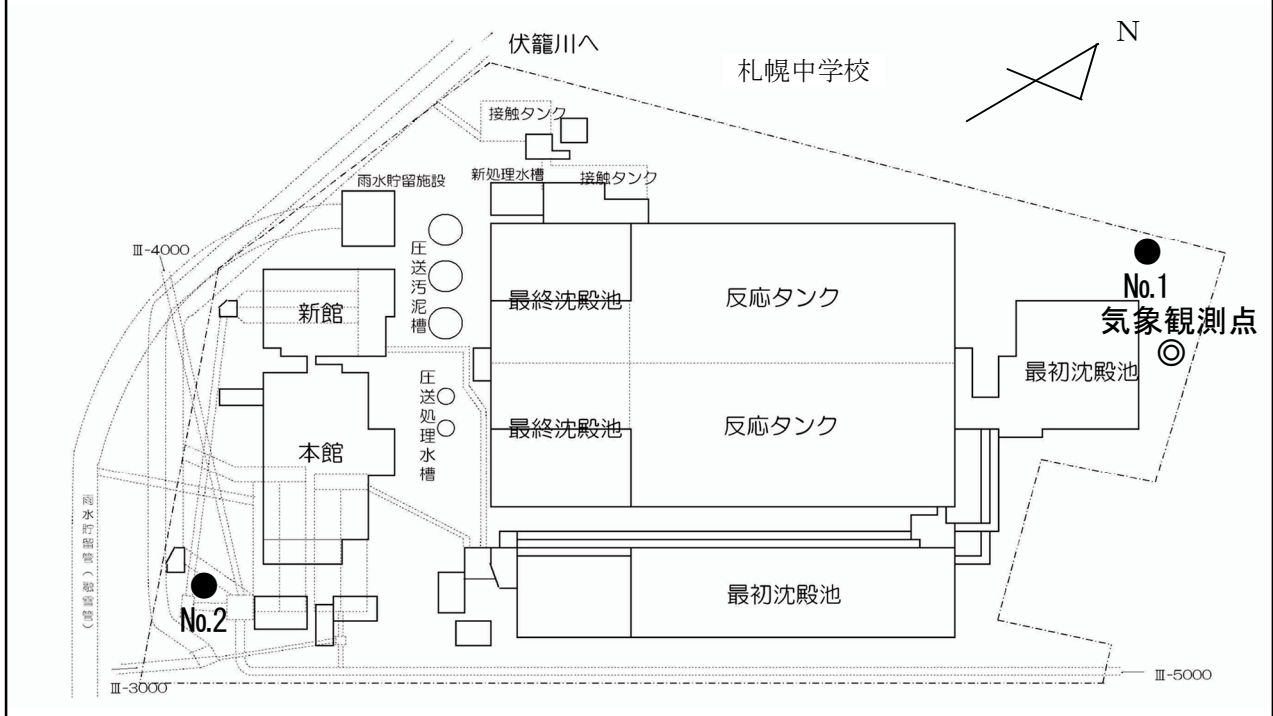 伏籠川へ
札幌中学校
N
接触タンク
雨水貯留施設
新処理水槽
接触タンク
Ⅲ-4000
圧送汚泥槽
新館
最終沈殿池
反応タンク
No.1
気象観測点
最初沈殿池
圧送処理水槽
最終沈殿池
反応タンク
本館
雨水貯留管(融雪管)
No.2
最初沈殿池
Ⅲ-3000
Ⅲ-5000